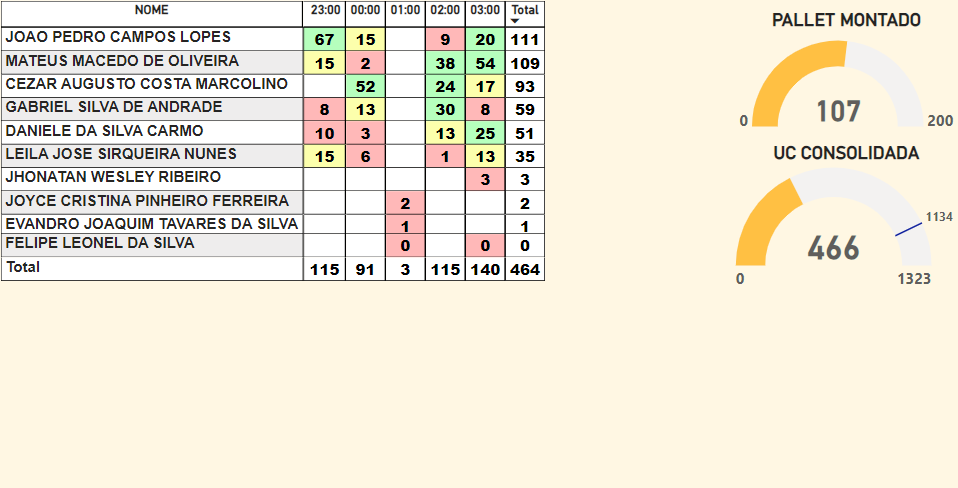 NOME 23:00 00:00 01:00 02:00 03:00 Total
JOAO PEDRO CAMPOS LOPES 67 15 9 20 111
MATEUS MACEDO DE OLIVEIRA 15 2 38 54 109
CEZAR AUGUSTO COSTA MARCOLINO 52 24 17 93
GABRIEL SILVA DE ANDRADE 8 13 30 8 59
DANIELE DA SILVA CARMO 10 3 13 25 51
LEILA JOSE SIRQUEIRA NUNES 15 6 1 13 35
JHONATAN WESLEY RIBEIRO 3 3
JOYCE CRISTINA PINHEIRO FERREIRA 2 2
EVANDRO JOAQUIM TAVARES DA SILVA 1 1
FELIPE LEONEL DA SILVA 0 0 0
Total 115 91 3 115 140 464
PALLET MONTADO
107
0 200
UC CONSOLIDADA
1134
466
0 1323